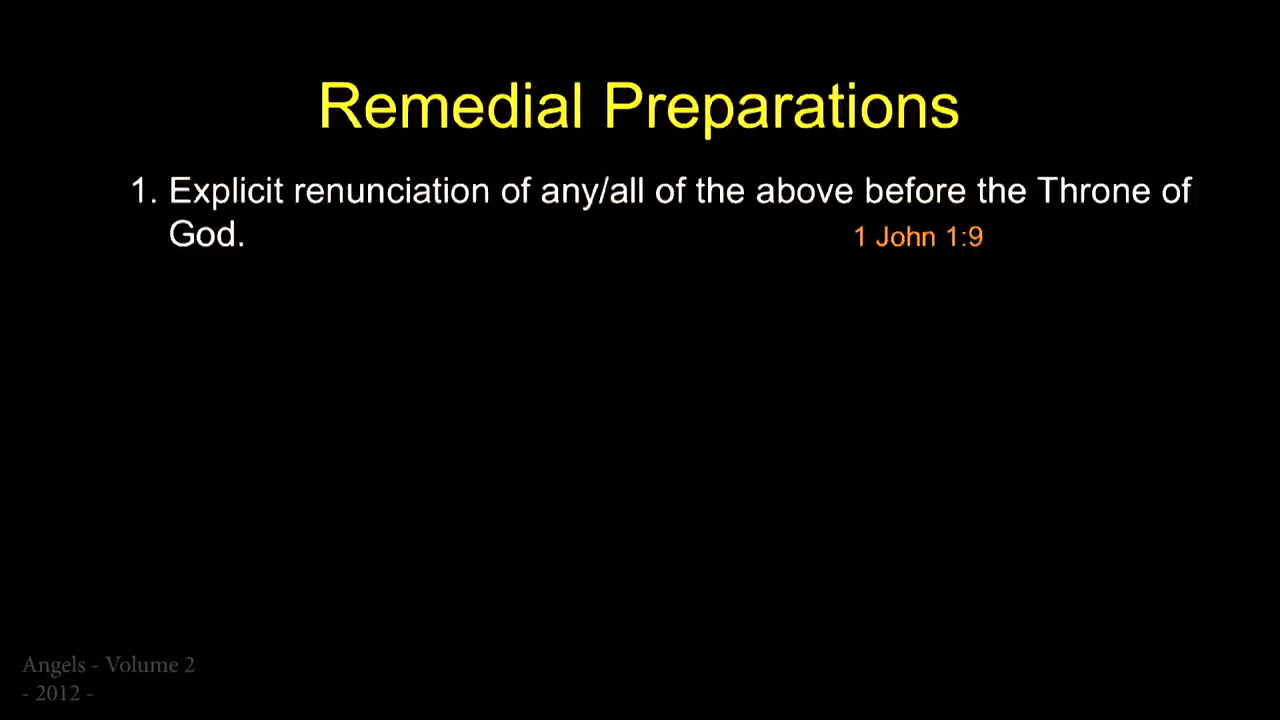 Remedial Preparations
1. Explicit renunciation of any/all of the above before the Throne of
God. 1 John 1:9
Angels - Volume 2
- 2012 -